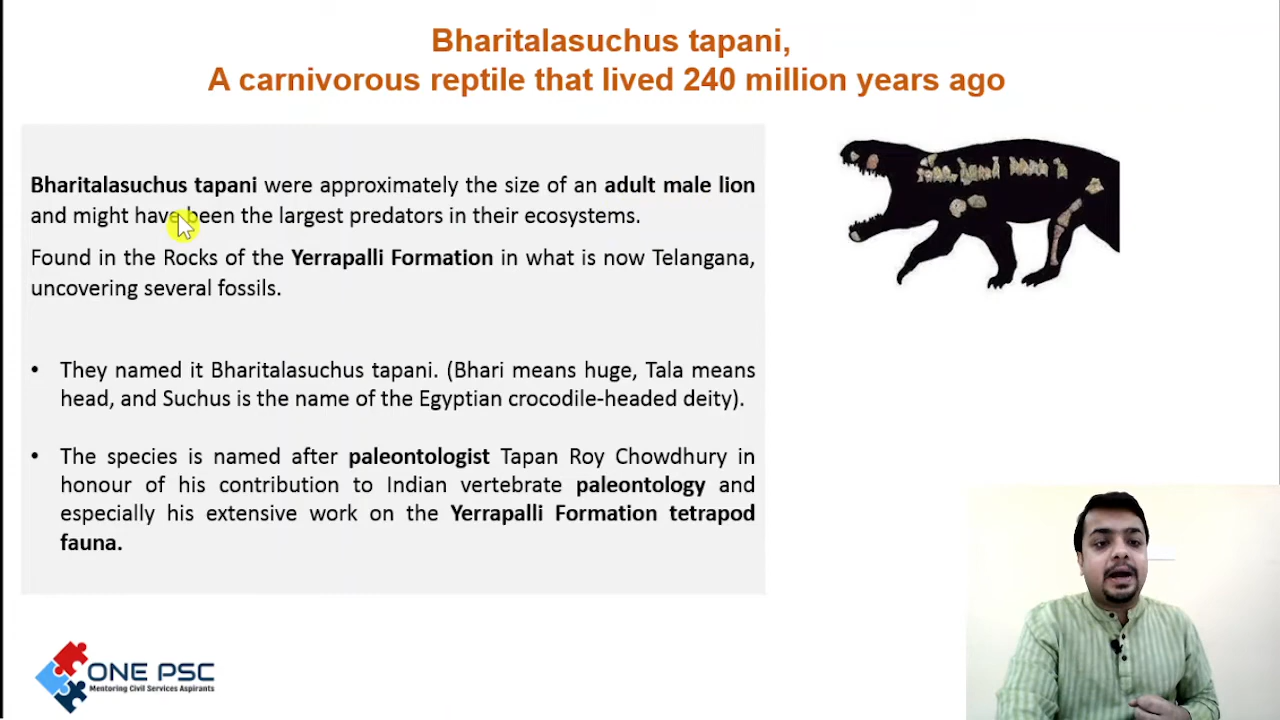 Bharitalasuchus tapani,
A carnivorous reptile that lived 240 million years ago
Bharitalasuchus tapani were approximately the size of an adult male lion
and might have been the largest predators in their ecosystems.
Found in the Rocks of the Yerrapalli Formation in what is now Telangana,
uncovering several fossils.
• They named it Bharitalasuchus tapani. (Bhari means huge, Tala means
head, and Suchus is the name of the Egyptian crocodile-headed deity).
• The species is named after paleontologist Tapan Roy Chowdhury in
honour of his contribution to Indian vertebrate paleontology and
especially his extensive work on the Yerrapalli Formation tetrapod
fauna.
ONE PSC
Mentoring Civil Services Aspirants